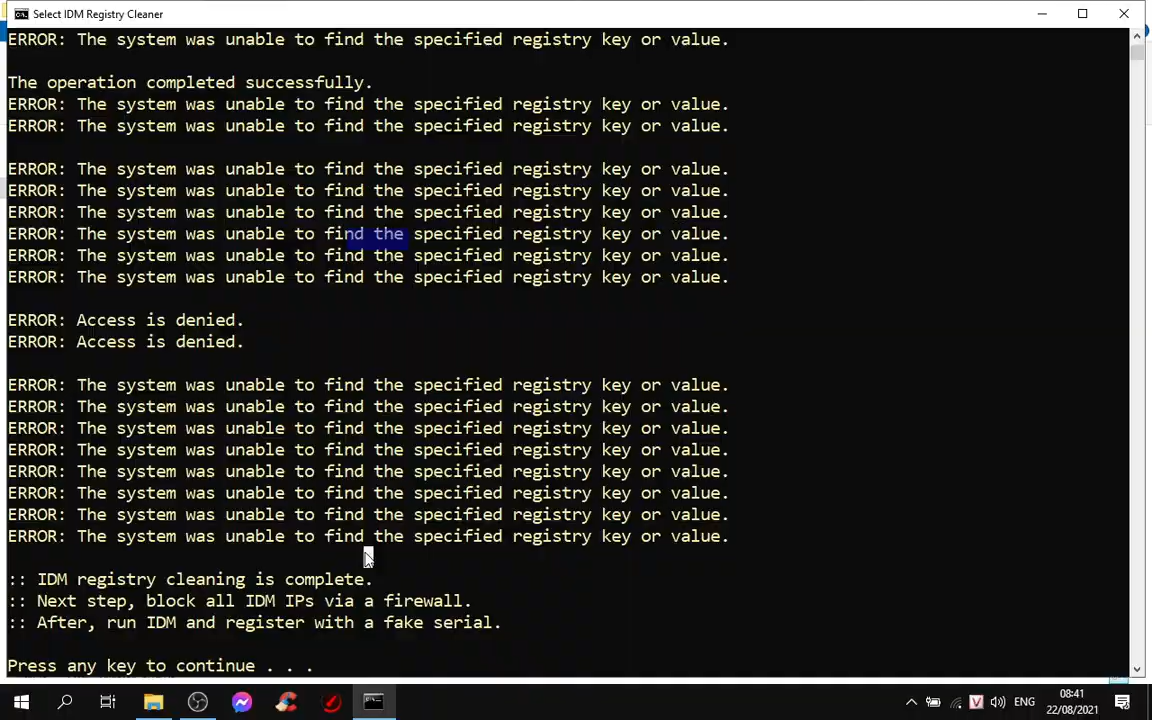 Select IDM Registry Cleaner
ERROR: The system was unable to find the specified registry key or value.
The operation completed successfully.
ERROR: The system was unable to find the specified registry key or value.
ERROR: The system was unable to find the specified registry key or value.
ERROR: The system was unable to find the specified registry key or value.
ERROR: The system was unable to find the specified registry key or value.
ERROR: The system was unable to find the specified registry key or value.
ERROR: The system was unable to find the specified registry key or value.
ERROR: The system was unable to find the specified registry key or value.
ERROR: The system was unable to find the specified registry key or value.
ERROR: Access is denied.
ERROR: Access is denied.
ERROR: The system was unable to find the specified registry key or value.
ERROR: The system was unable to find the specified registry key or value.
ERROR: The system was unable to find the specified registry key or value.
ERROR: The system was unable to find the specified registry key or value.
ERROR: The system was unable to find the specified registry key or value.
ERROR: The system was unable to find the specified registry key or value.
ERROR: The system was unable to find the specified registry key or value.
ERROR: The system was unable to find the specified registry key or value.
:: IDM registry cleaning is complete.
:: Next step, block all IDM IPs via a firewall.
:: After, run IDM and register with a fake serial.
Press any key to continue . . .
V ENG 08:41
22/08/2021